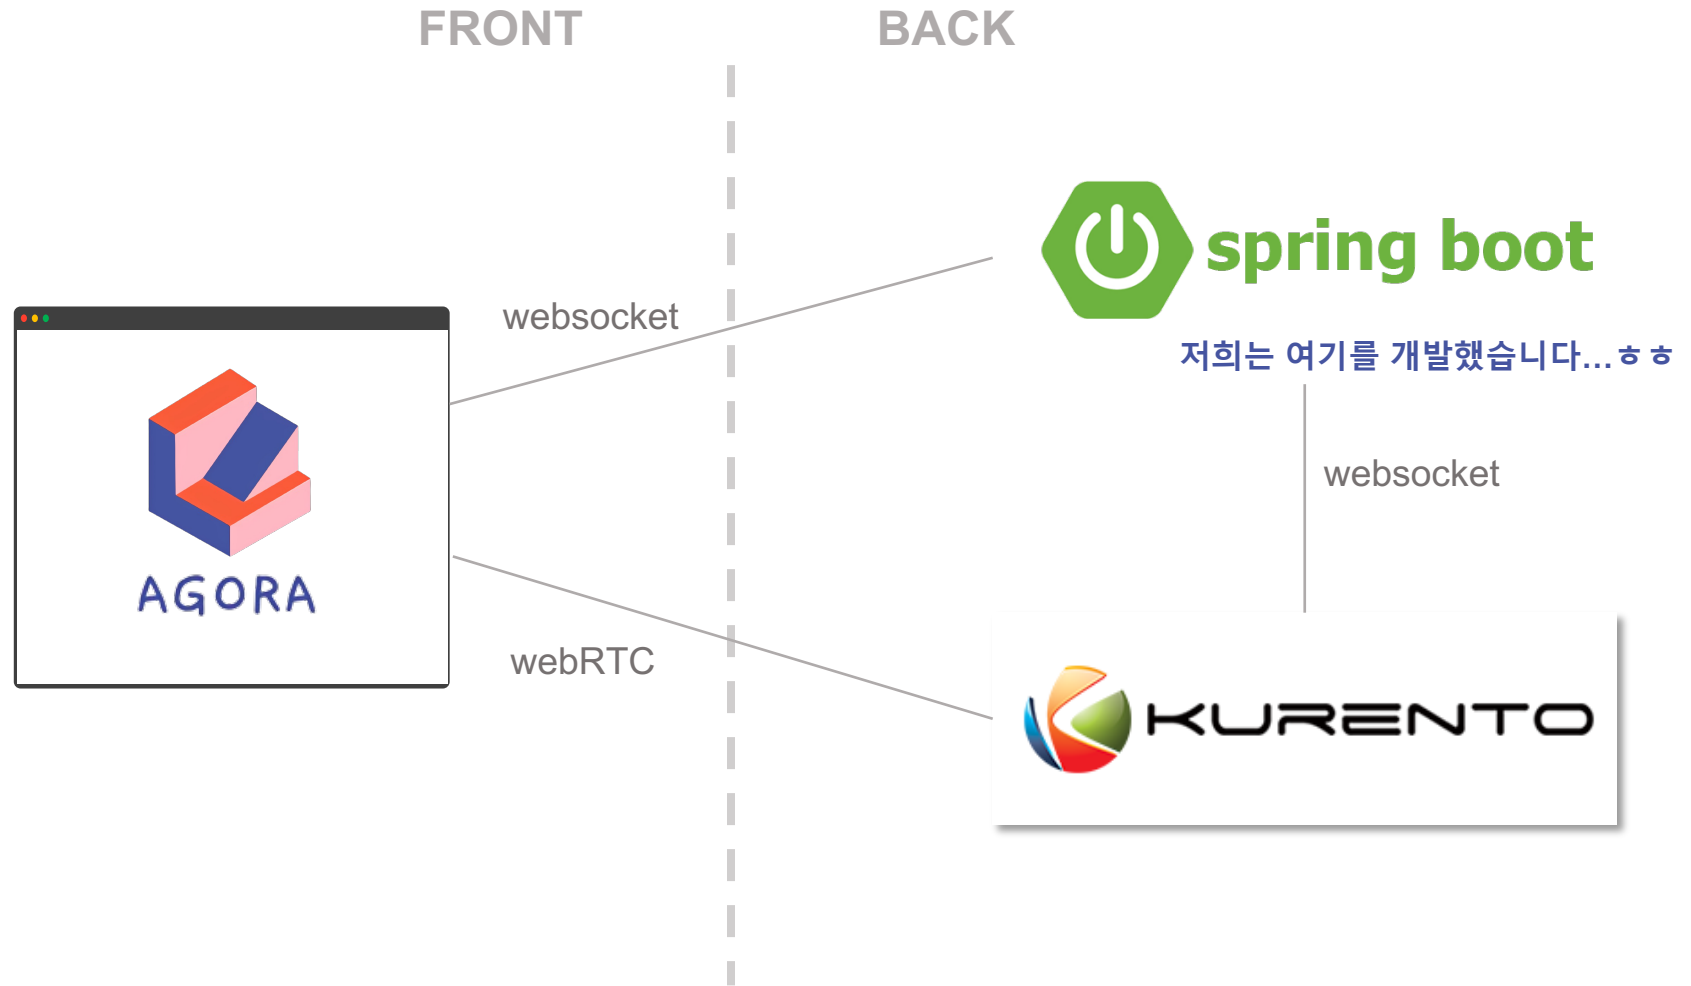 FRONT
BACK
spring boot
websocket
저희는 여기를 개발했습니다...ㅎㅎ
websocket
AGORA
webRTC
KURENTO